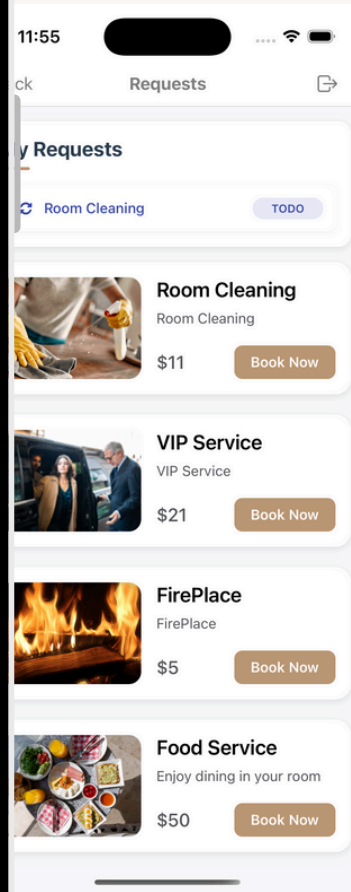 11:55
ck
Requests
y Requests
Room Cleaning
TODO
Room Cleaning
Room Cleaning
$11
Book Now
VIP Service
VIP Service
$21
Book Now
FirePlace
FirePlace
$5
Book Now
Food Service
Enjoy dining in your room
$50
Book Now